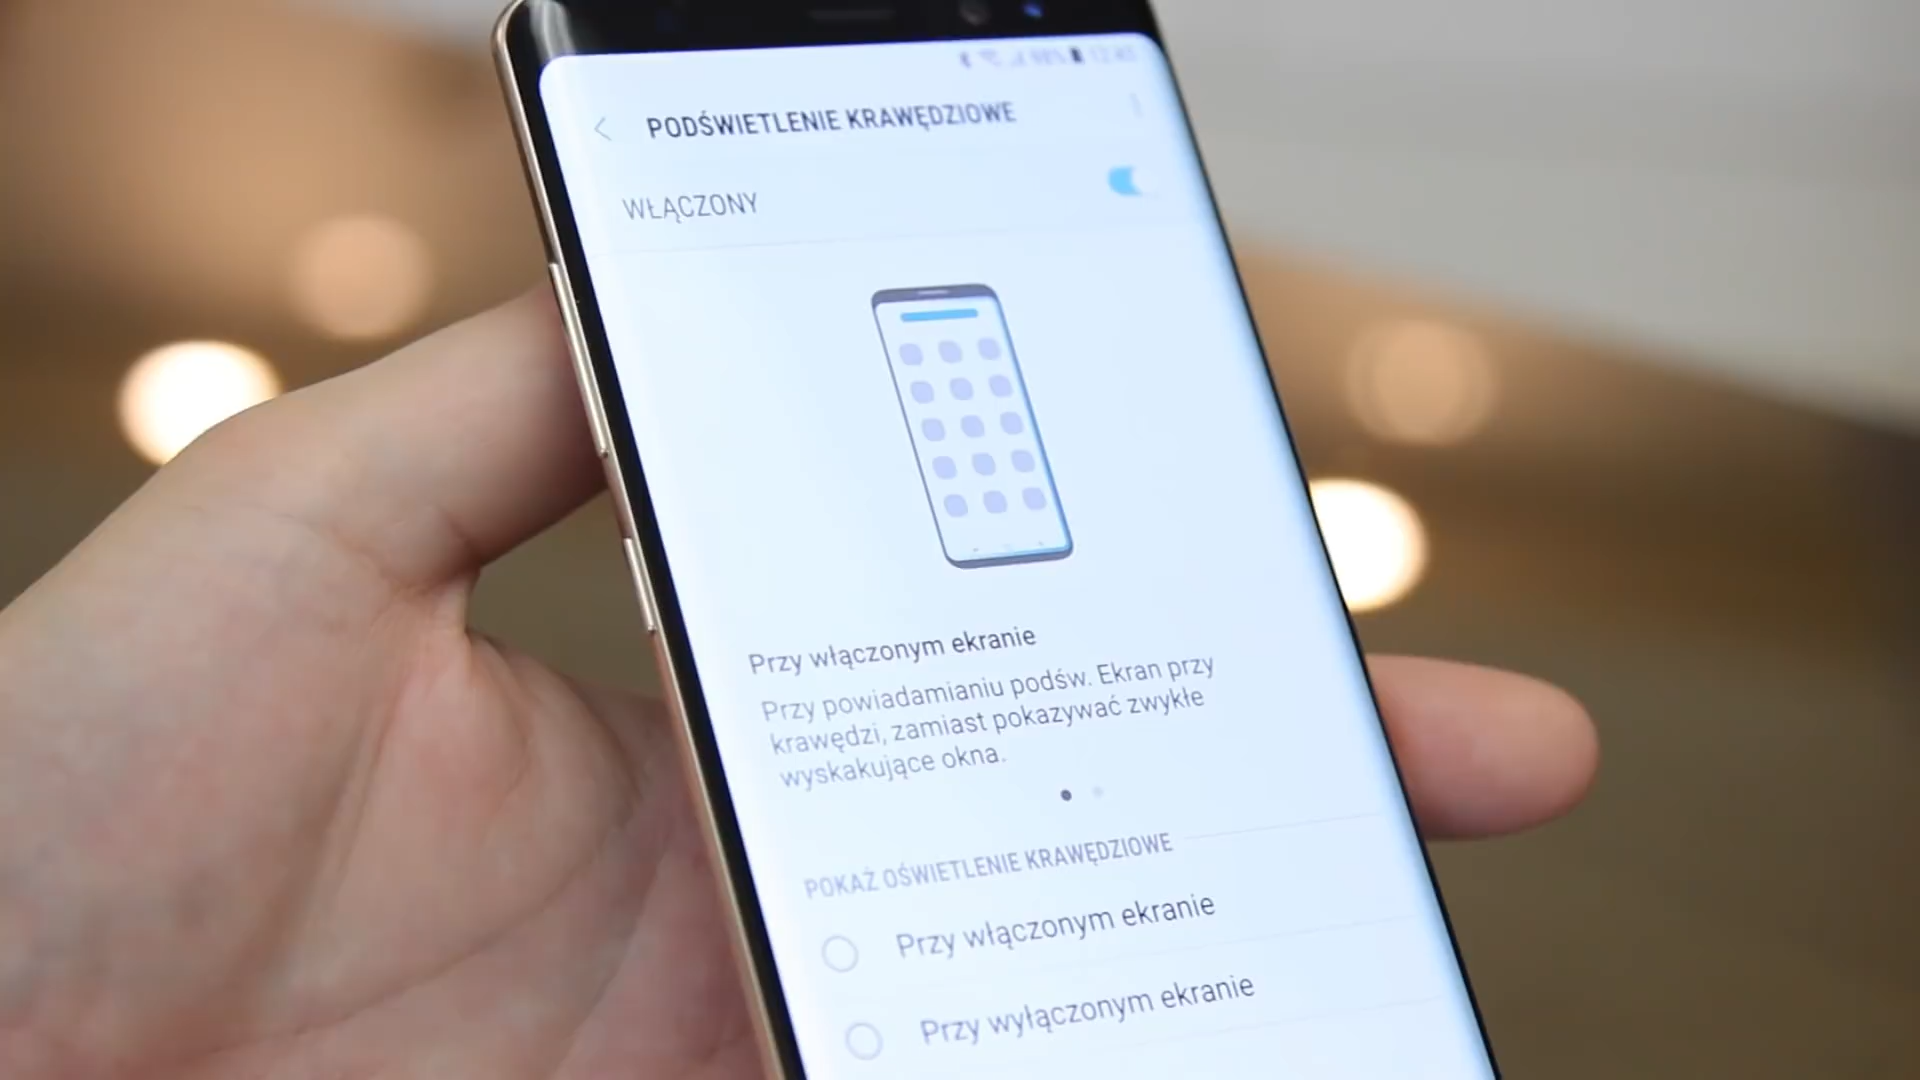 PODŚWIETLENIE KRAWĘDZIOWE
WŁĄCZONY
Przy włączonym ekranie
Przy powiadamianiu podśw. Ekran przy
krawędzi, zamiast pokazywać zwykłe
wyskakujące okna.
POKAŻ OŚWIETLENIE KRAWĘDZIOWE
Przy włączonym ekranie
Przy wyłączonym ekranie